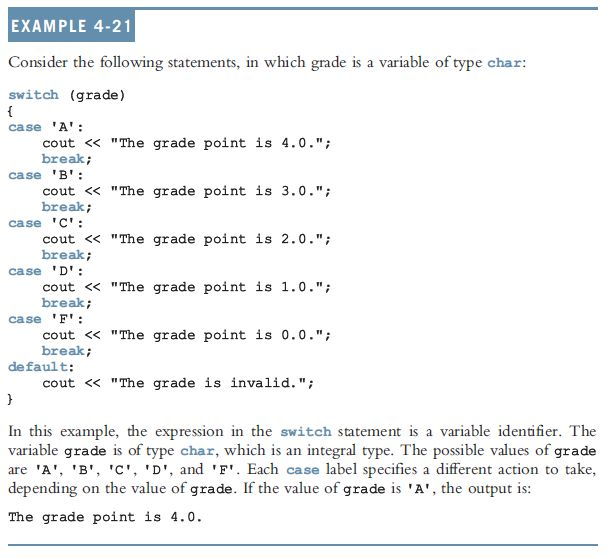 EXAMPLE 4-21
Consider the following statements, in which grade is a variable of type char:
switch (grade)
{
case 'A':
    cout << "The grade point is 4.0.";
    break;
case 'B':
    cout << "The grade point is 3.0.";
    break;
case 'C':
    cout << "The grade point is 2.0.";
    break;
case 'D':
    cout << "The grade point is 1.0.";
    break;
case 'F':
    cout << "The grade point is 0.0.";
    break;
default:
    cout << "The grade is invalid.";
}
In this example, the expression in the switch statement is a variable identifier. The
variable grade is of type char, which is an integral type. The possible values of grade
are 'A', 'B', 'C', 'D', and 'F'. Each case label specifies a different action to take,
depending on the value of grade. If the value of grade is 'A', the output is:
The grade point is 4.0.